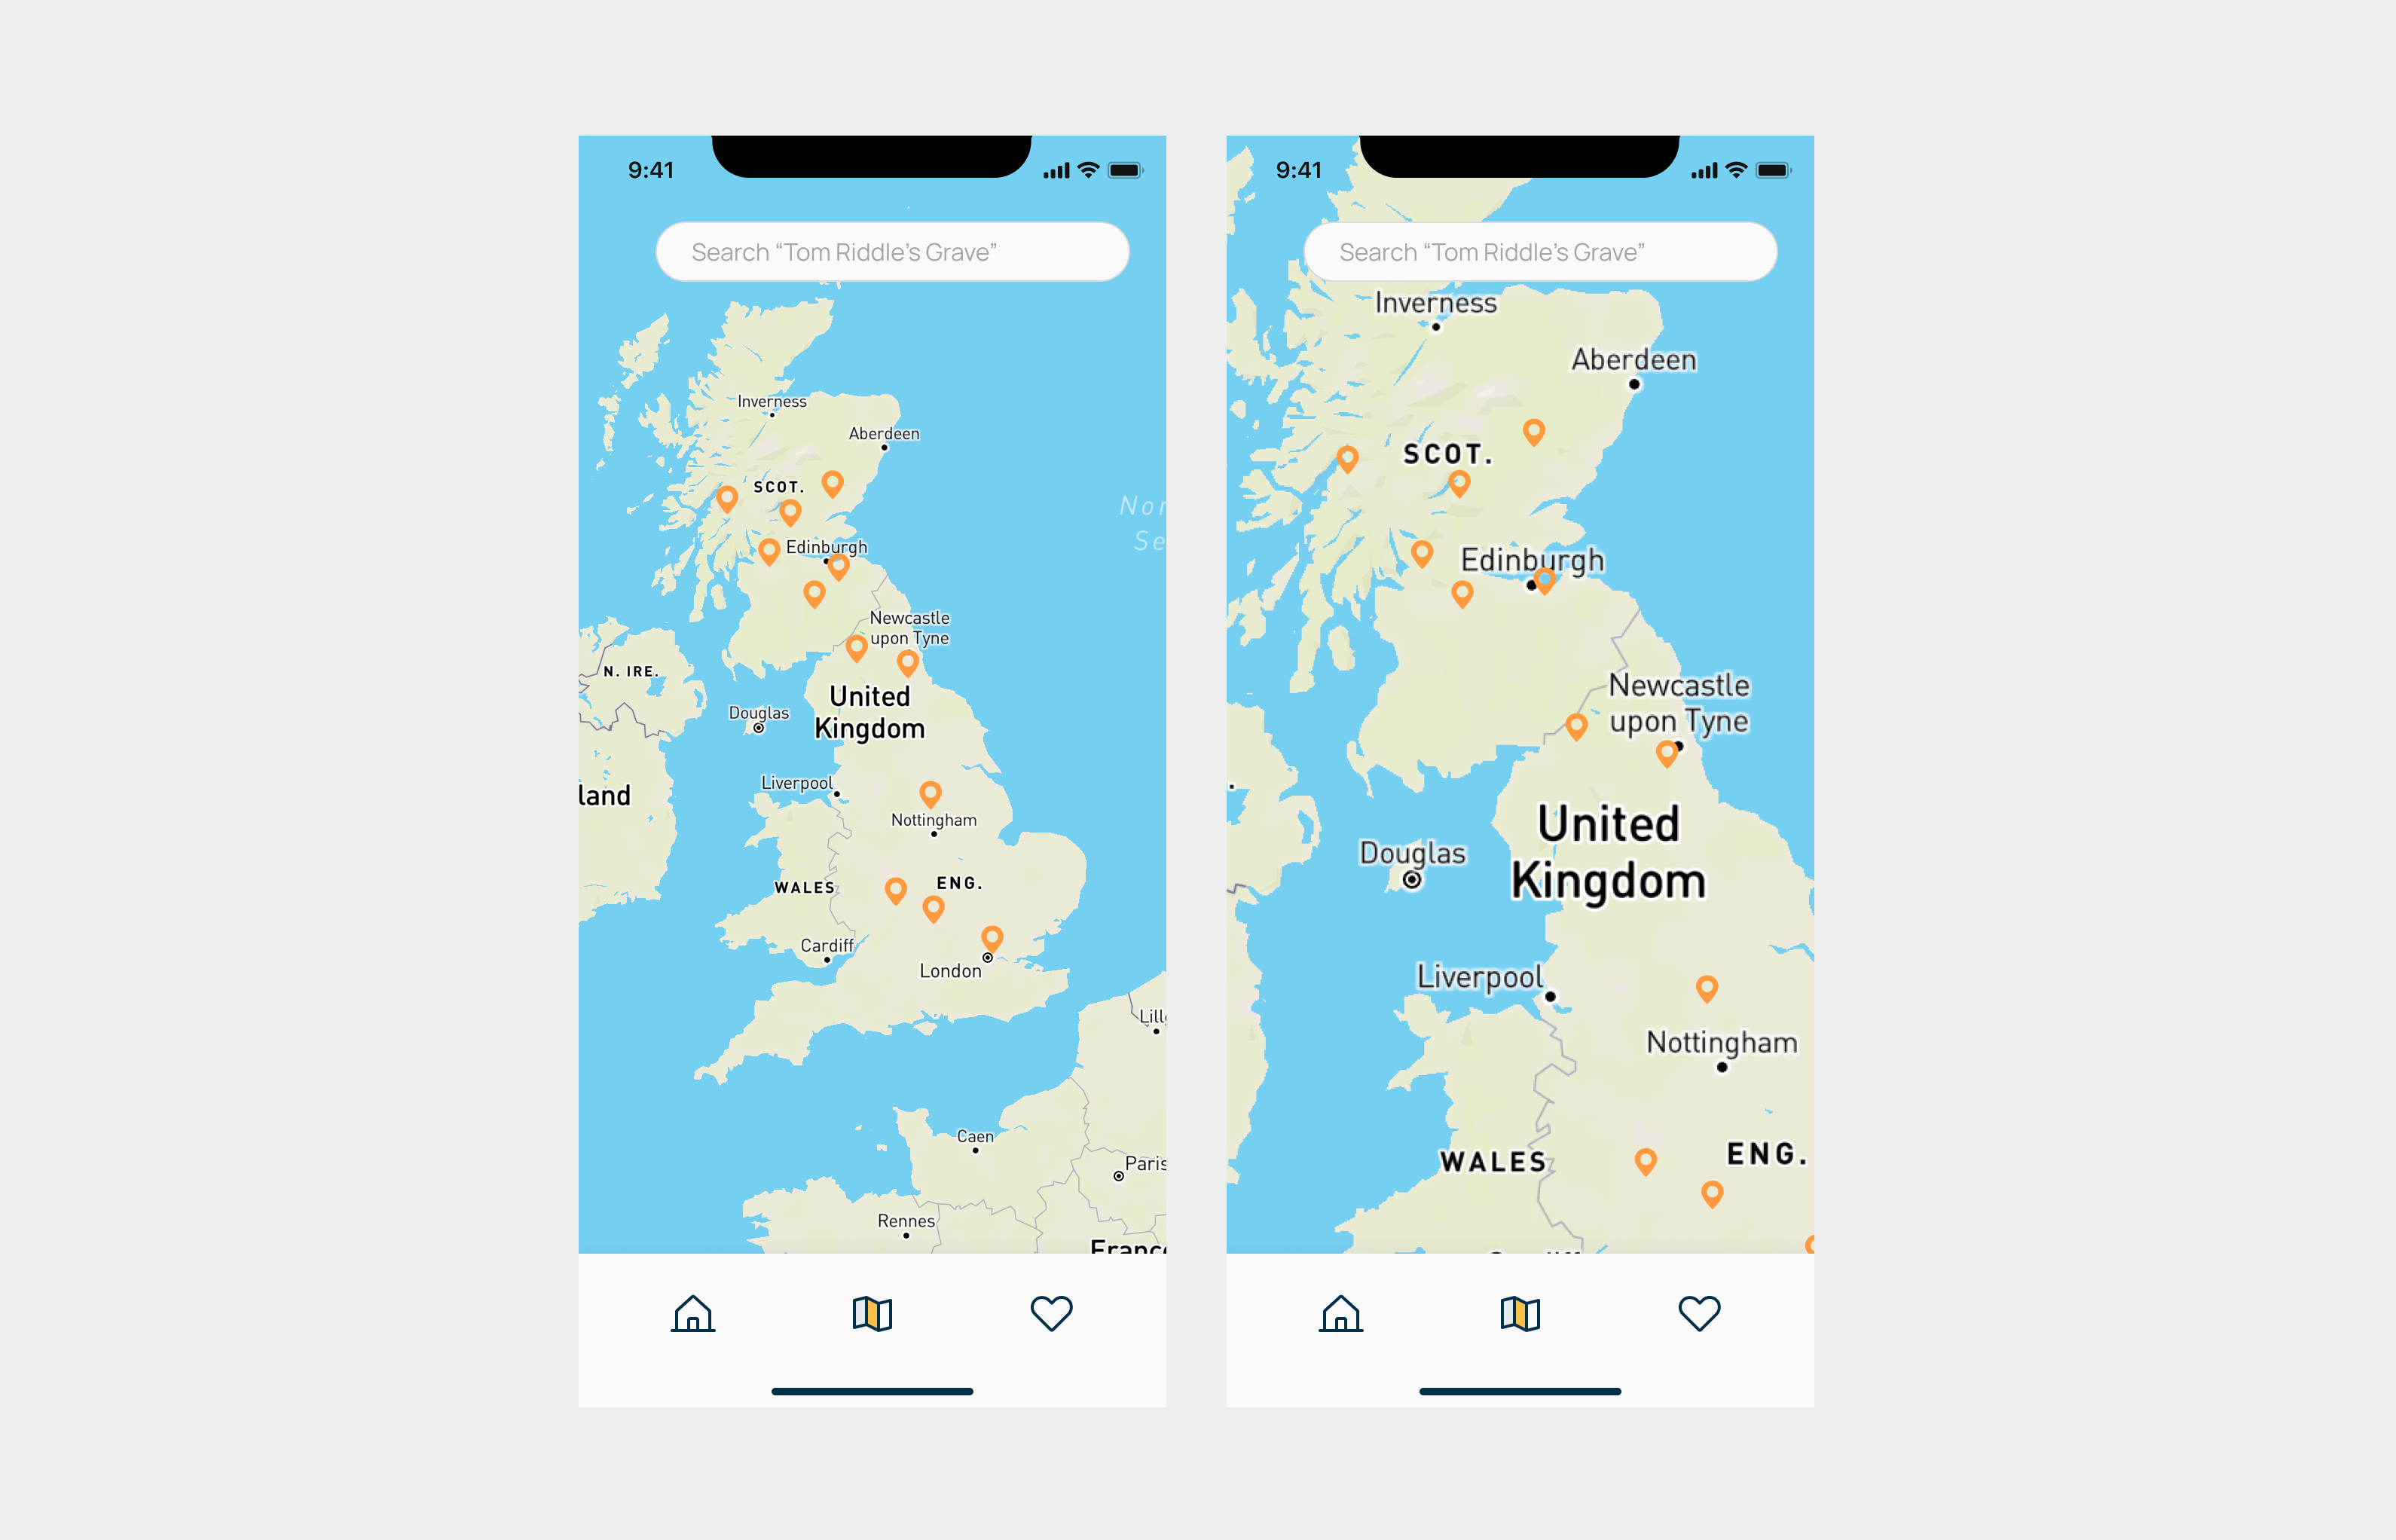 9:41
Search “Tom Riddle’s Grave”
Inverness
Aberdeen
SCOT.
Nor
Se
Edinburgh
Newcastle
upon Tyne
N. IRE.
United
Kingdom
Douglas
Liverpool
land
Nottingham
WALES
ENG.
Cardiff
London
Lille
Caen
Paris
Rennes
France
9:41
Search “Tom Riddle’s Grave”
Inverness
Aberdeen
SCOT.
Edinburgh
Newcastle
upon Tyne
United
Kingdom
Douglas
Liverpool
Nottingham
WALES
ENG.